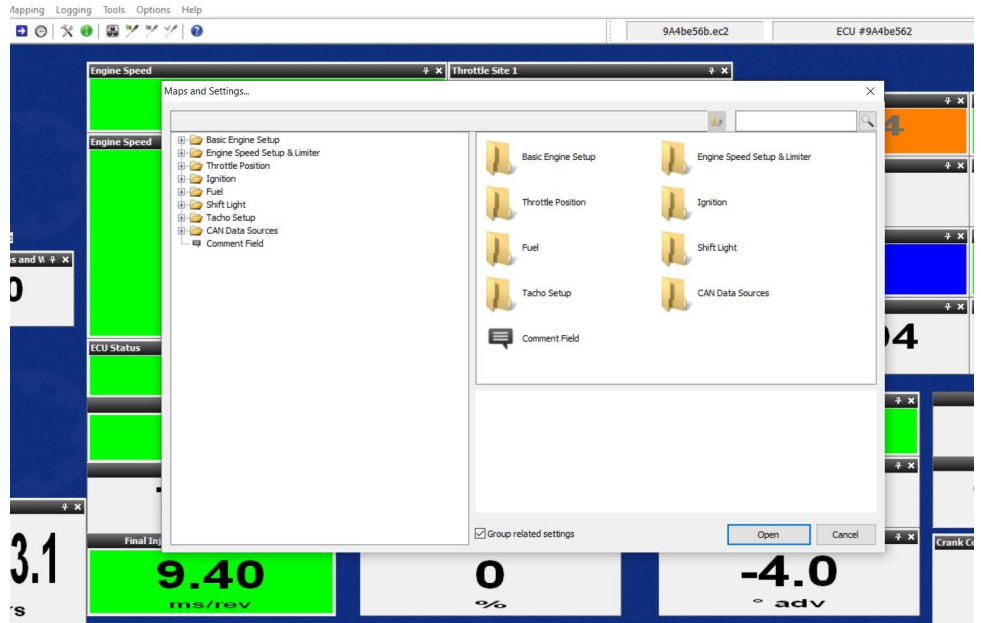 Mapping Logging Tools Options Help
9A4be56b.ec2 ECU #9A4be562
Engine Speed Throttle Site 1
Maps and Settings...
Engine Speed
Basic Engine Setup
Engine Speed Setup & Limiter
Throttle Position
Ignition
Fuel
Shift Light
Tacho Setup
CAN Data Sources
Comment Field
Basic Engine Setup Engine Speed Setup & Limiter
Throttle Position Ignition
Fuel Shift Light
Tacho Setup CAN Data Sources
Comment Field
4
s and W
0
ECU Status
04
Group related settings Open Cancel
Final Inj
Crank Co
3.1
9.40 0 -4.0
rs ms/rev % ° adv